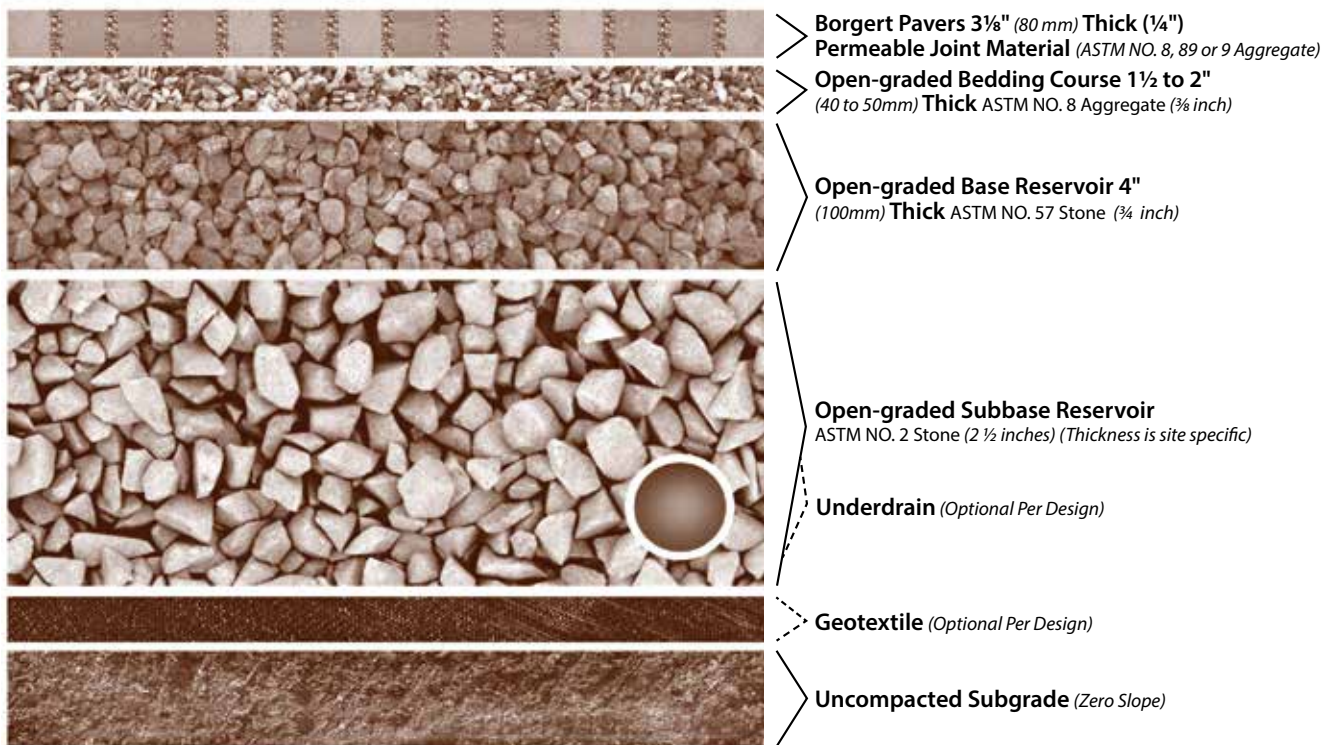 Borgert Pavers 3⅛" (80 mm) Thick (¼")
Permeable Joint Material (ASTM NO. 8, 89 or 9 Aggregate)
Open-graded Bedding Course 1½ to 2"
(40 to 50mm) Thick ASTM NO. 8 Aggregate (⅜ inch)
Open-graded Base Reservoir 4"
(100mm) Thick ASTM NO. 57 Stone (¾ inch)
Open-graded Subbase Reservoir
ASTM NO. 2 Stone (2 ½ inches) (Thickness is site specific)
Underdrain (Optional Per Design)
Geotextile (Optional Per Design)
Uncompacted Subgrade (Zero Slope)